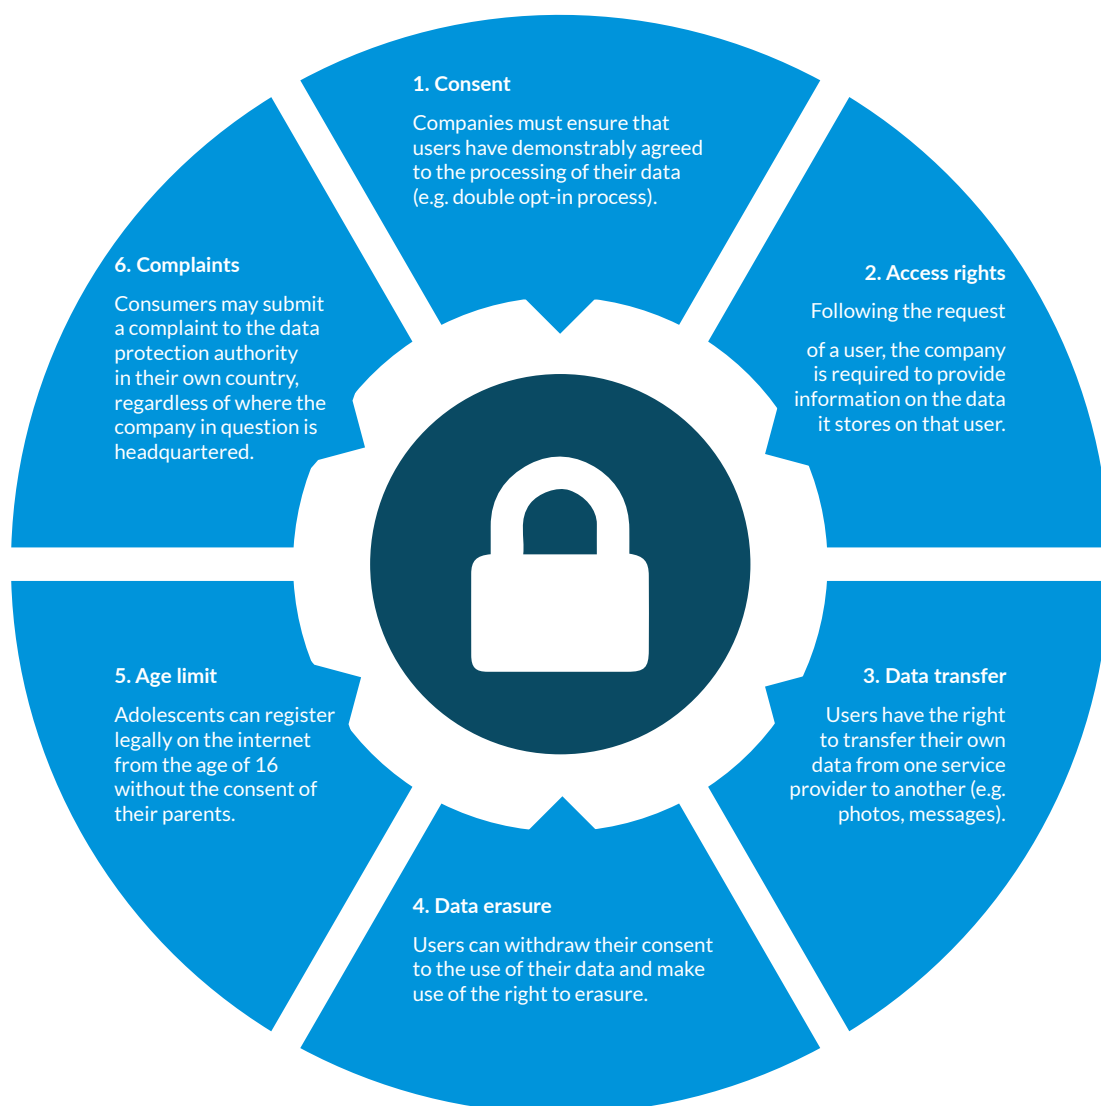 1. Consent
Companies must ensure that
users have demonstrably agreed
to the processing of their data
(e.g. double opt-in process).
2. Access rights
Following the request
of a user, the company
is required to provide
information on the data
it stores on that user.
3. Data transfer
Users have the right
to transfer their own
data from one service
provider to another (e.g.
photos, messages).
4. Data erasure
Users can withdraw their consent
to the use of their data and make
use of the right to erasure.
5. Age limit
Adolescents can register
legally on the internet
from the age of 16
without the consent of
their parents.
6. Complaints
Consumers may submit
a complaint to the data
protection authority
in their own country,
regardless of where the
company in question is
headquartered.